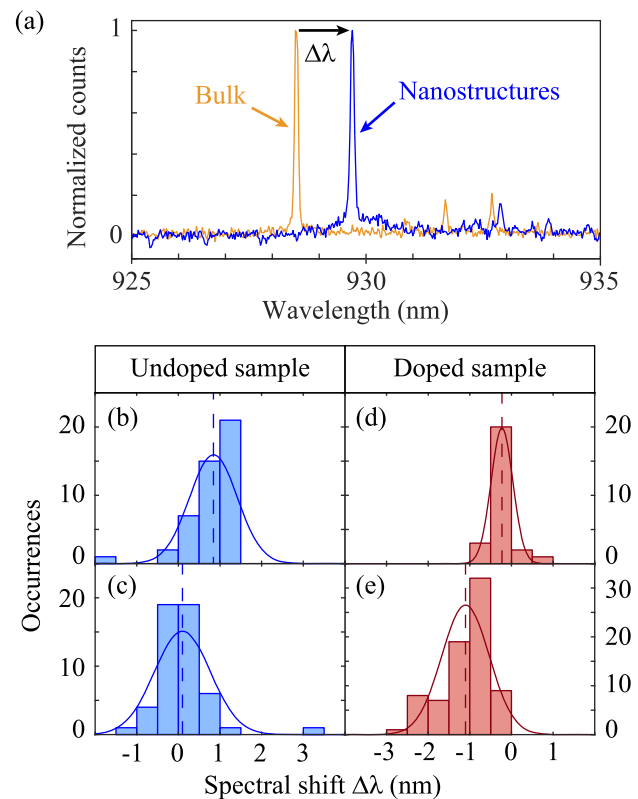 (a)
Normalized counts
1
0
Δλ
Bulk
Nanostructures
925
930
935
Wavelength (nm)
Undoped sample
Doped sample
(b)
(d)
20
10
0
20
10
0
(c)
(e)
20
10
0
30
20
10
0
Occurrences
-1
0
1
2
3
-3
-2
-1
0
Spectral shift Δλ (nm)